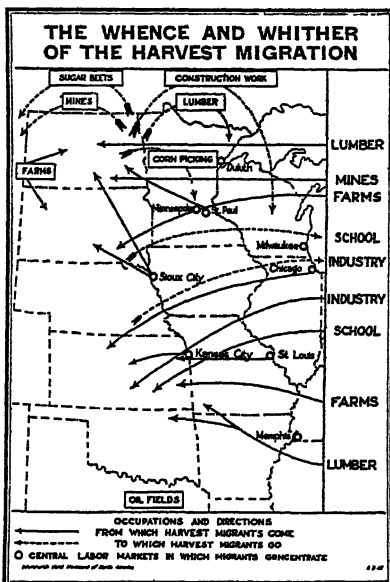 THE WHENCE AND WHITHER
OF THE HARVEST MIGRATION
SUGAR BEETS
CONSTRUCTION WORK
MINES
LUMBER
LUMBER
CORN PICKING
Duluth
FARMS
MINES
FARMS
Minneapolis
St. Paul
SCHOOL
Milwaukee
INDUSTRY
Chicago
Sioux City
INDUSTRY
SCHOOL
Kansas City
St. Louis
FARMS
Memphis
LUMBER
OIL FIELDS
OCCUPATIONS AND DIRECTIONS
FROM WHICH HARVEST MIGRANTS COME
TO WHICH HARVEST MIGRANTS GO
CENTRAL LABOR MARKETS IN WHICH MIGRANTS CONCENTRATE